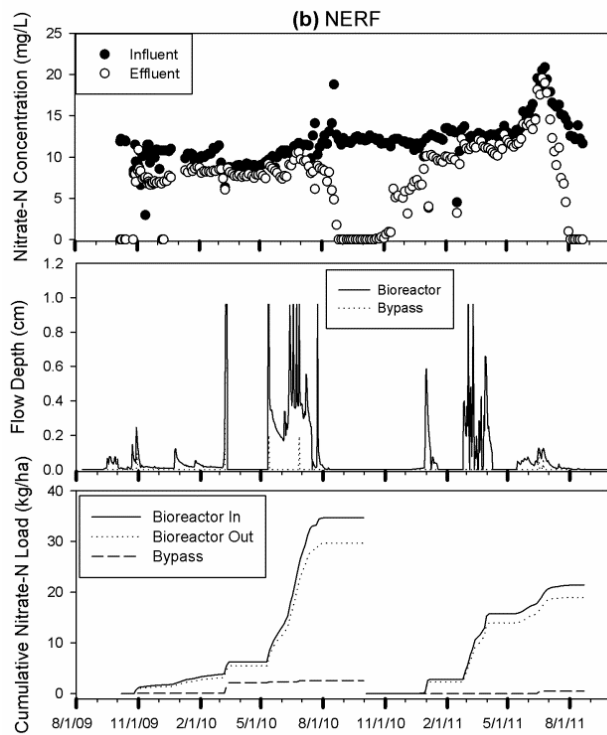 (b) NERF
Nitrate-N Concentration (mg/L)
25
20
15
10
5
0
Influent
Effluent
Flow Depth (cm)
1.2
1.0
0.8
0.6
0.4
0.2
0.0
Bioreactor
Bypass
Cumulative Nitrate-N Load (kg/ha)
40
30
20
10
0
Bioreactor In
Bioreactor Out
Bypass
8/1/09 11/1/09 2/1/10 5/1/10 8/1/10 11/1/10 2/1/11 5/1/11 8/1/11